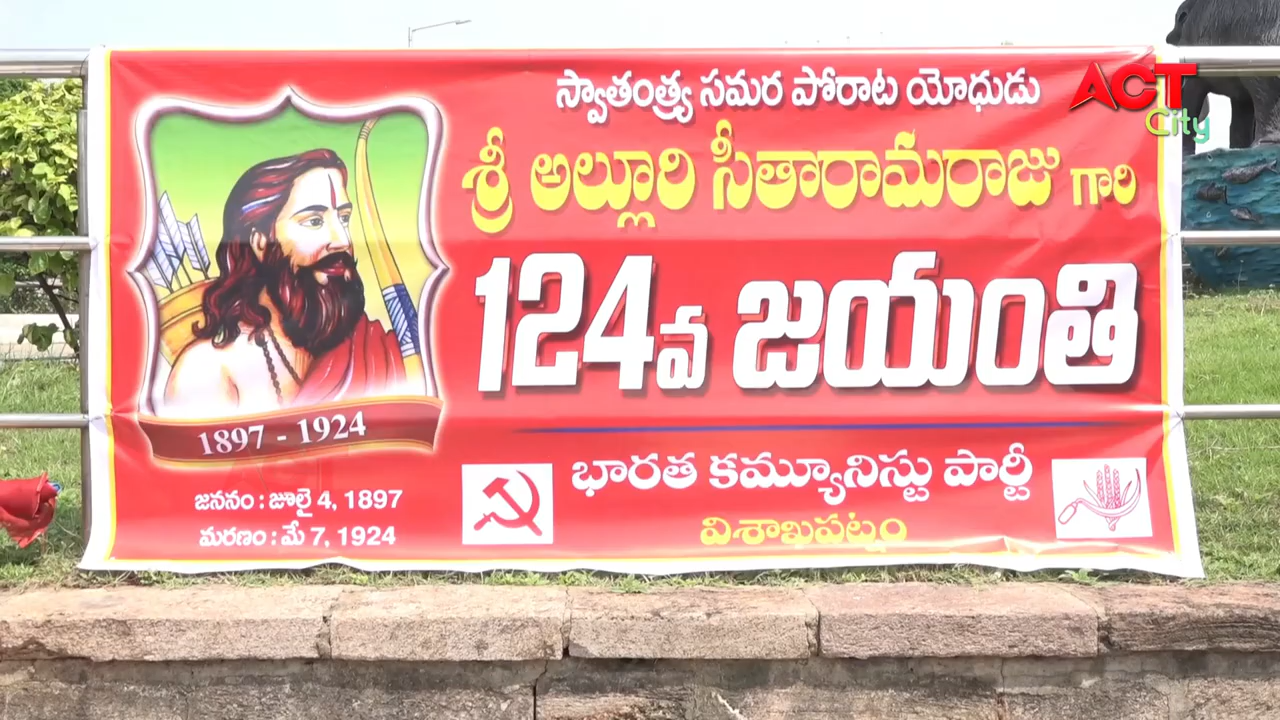 స్వాతంత్ర్య సమర పోరాట యోధుడు
శ్రీ అల్లూరి సీతారామరాజు గారి
124వ జయంతి
1897 - 1924
జననం : జూలై 4, 1897
మరణం : మే 7, 1924
భారత కమ్యూనిస్టు పార్టీ
విశాఖపట్నం
ACT
City